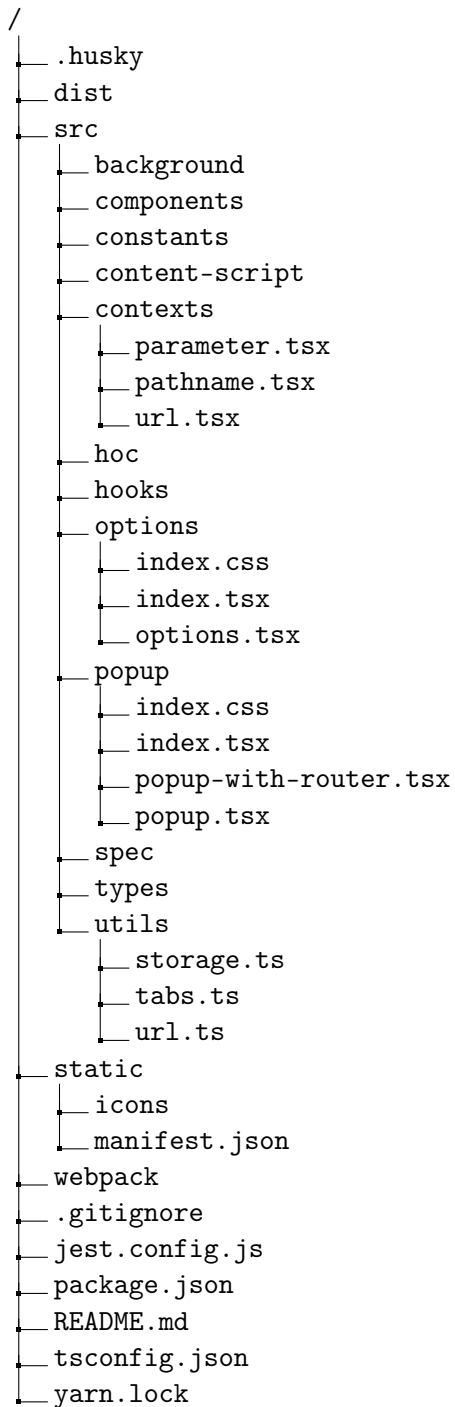 /
.husky
dist
src
background
components
constants
content-script
contexts
parameter.tsx
pathname.tsx
url.tsx
hoc
hooks
options
index.css
index.tsx
options.tsx
popup
index.css
index.tsx
popup-with-router.tsx
popup.tsx
spec
types
utils
storage.ts
tabs.ts
url.ts
static
icons
manifest.json
webpack
.gitignore
jest.config.js
package.json
README.md
tsconfig.json
yarn.lock